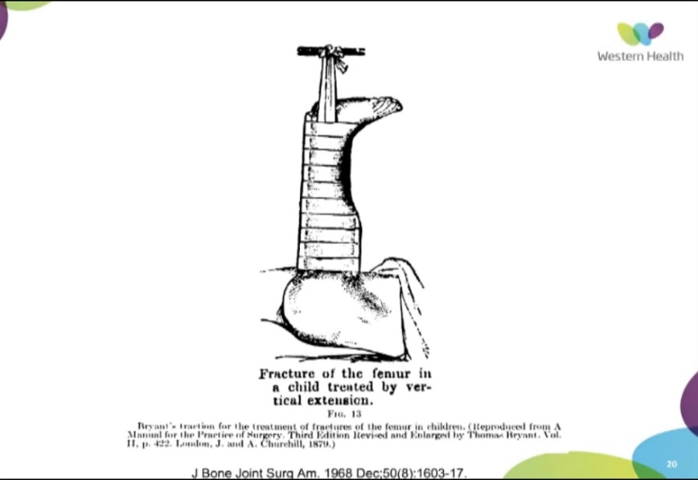 Western Health
Fracture of the femur in
a child treated by ver-
tical extension.
FIG. 13
Bryant's traction for the treatment of fractures of the femur in children. (Reproduced from A
Manual for the Practice of Surgery. Third Edition Revised and Enlarged by Thomas Bryant. Vol.
II, p. 422. London, J. and A. Churchill, 1879.)
J Bone Joint Surg Am. 1968 Dec;50(8):1603-17.
20